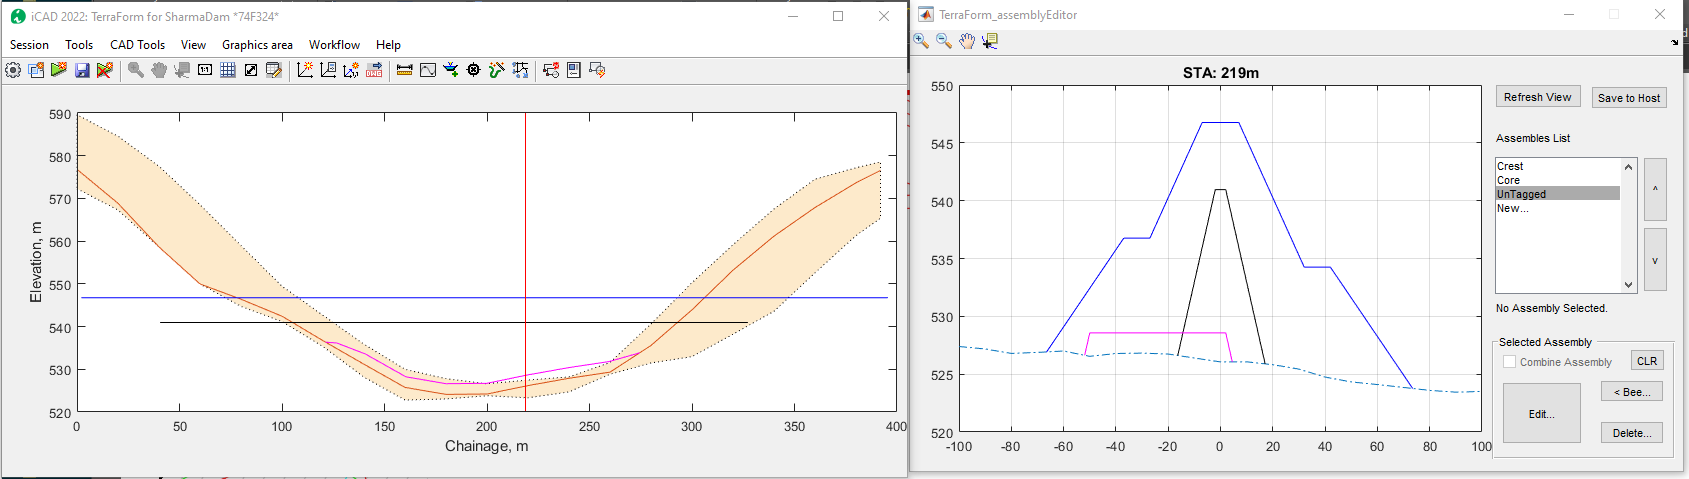 iCAD 2022: TerraForm for SharmaDam *74F324*
Session Tools CAD Tools View Graphics area Workflow Help
1:1
590
580
570
560
550
540
530
520
Elevation, m
0 50 100 150 200 250 300 350 400
Chainage, m
TerraForm_assemblyEditor
STA: 219m
550
545
540
535
530
525
520
-100 -80 -60 -40 -20 0 20 40 60 80 100
Refresh View Save to Host
Assembles List
Crest
Core
UnTagged
New...
^
v
No Assembly Selected.
Selected Assembly
Combine Assembly CLR
Edit...
< Bee...
Delete...